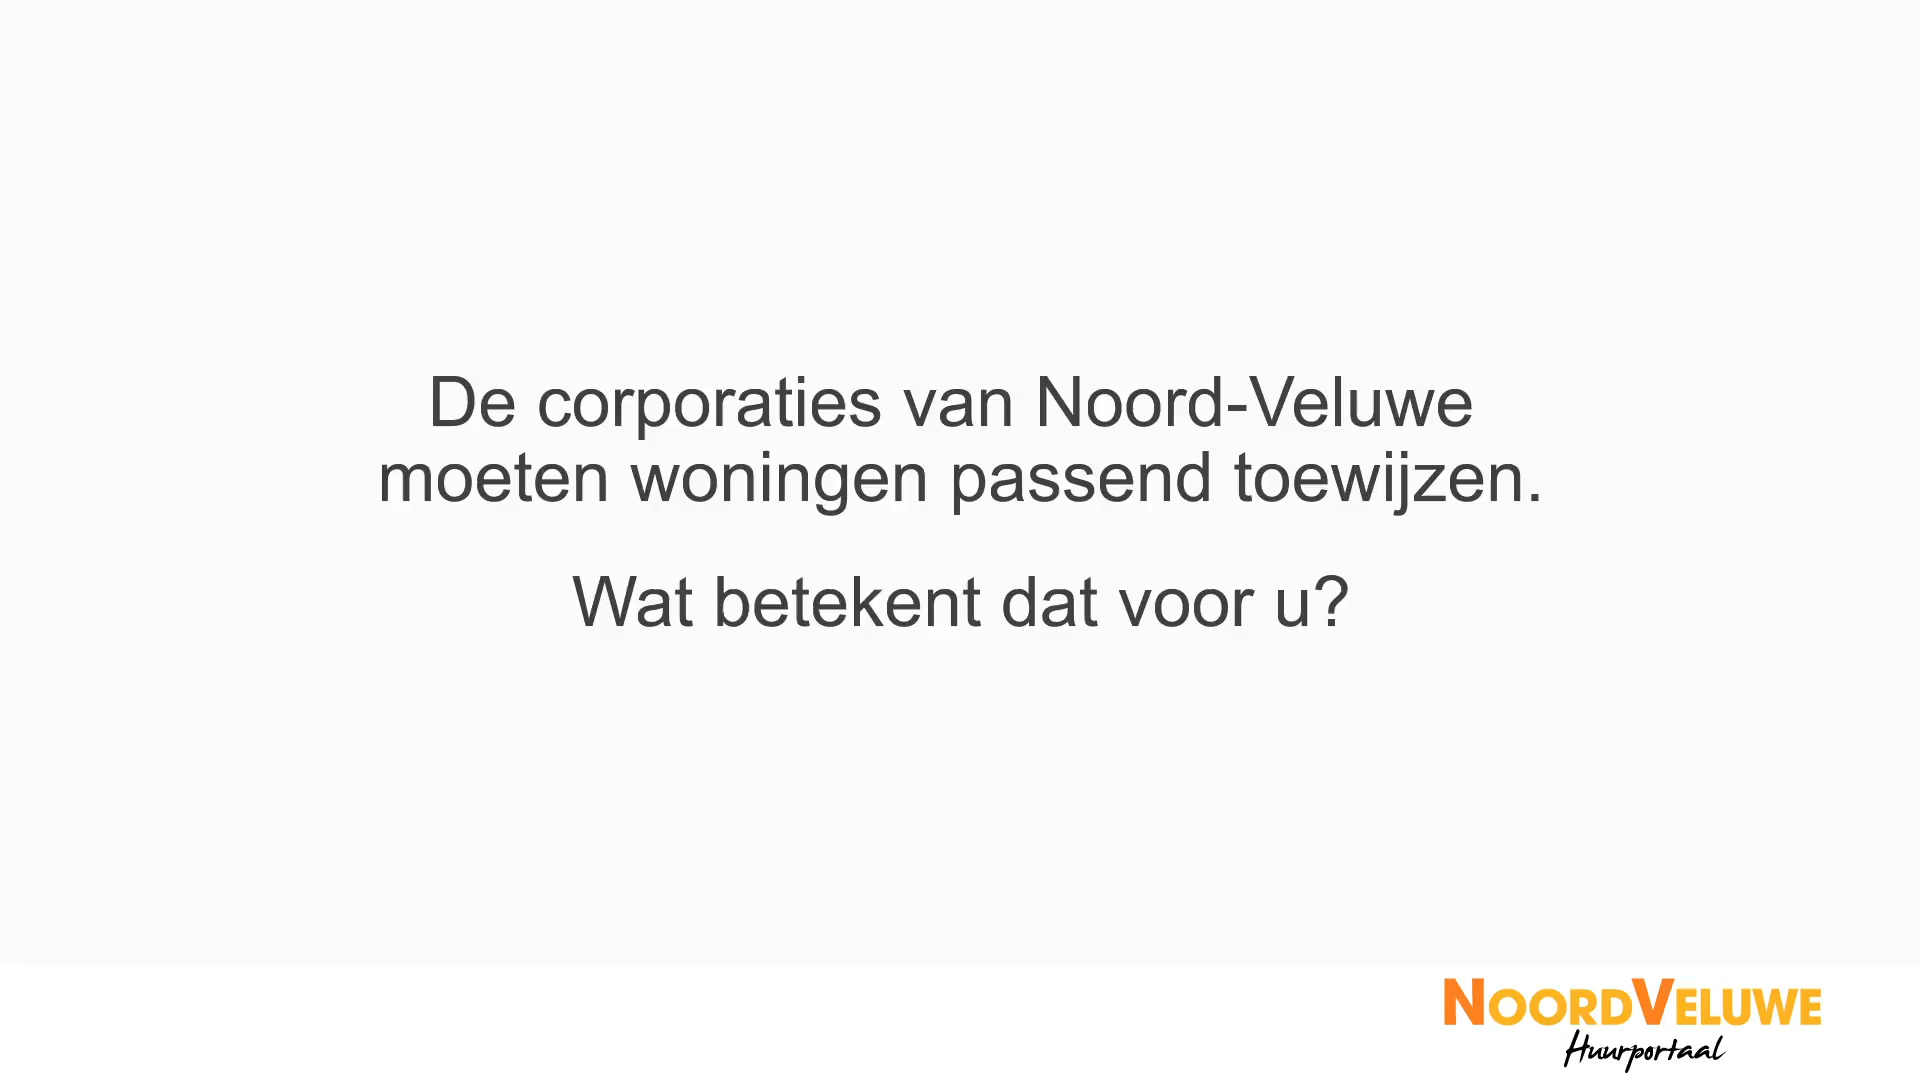 De corporaties van Noord-Veluwe
moeten woningen passend toewijzen.
Wat betekent dat voor u?
NOORDVELUWE
Huurportaal